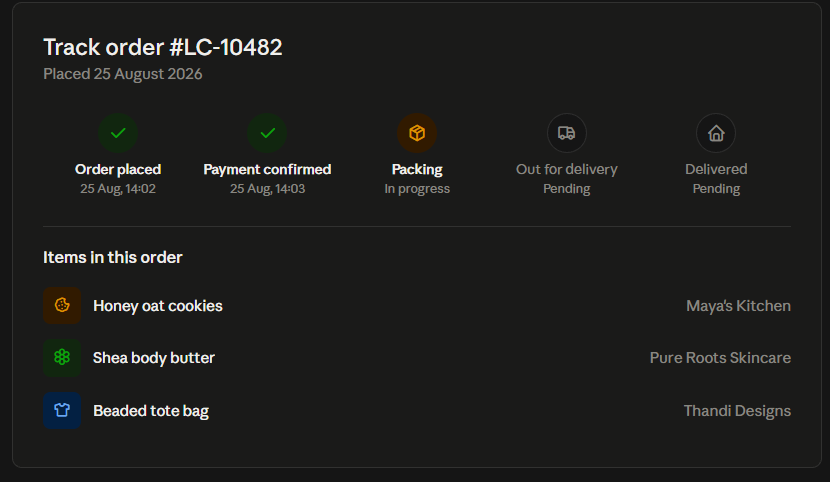 Track order #LC-10482
Placed 25 August 2026
Order placed
25 Aug, 14:02
Payment confirmed
25 Aug, 14:03
Packing
In progress
Out for delivery
Pending
Delivered
Pending
Items in this order
Honey oat cookies
Maya's Kitchen
Shea body butter
Pure Roots Skincare
Beaded tote bag
Thandi Designs